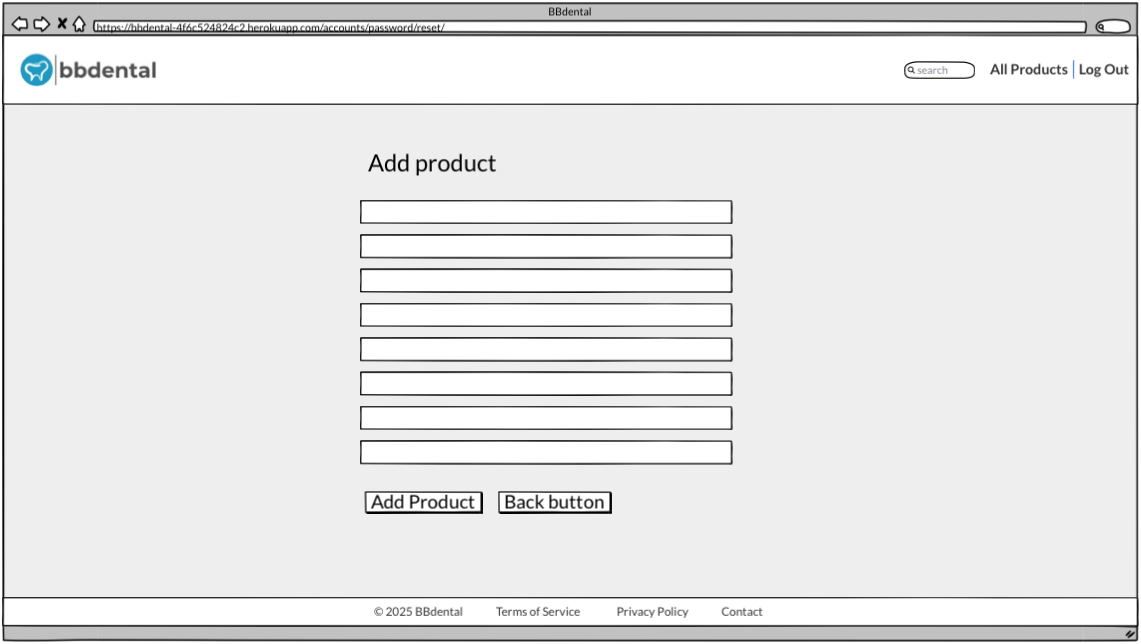 BBdental
https://bbdental-4f6c524824c2.herokuapp.com/accounts/password/reset/
bbdental
search
All Products
Log Out
Add product
Add Product
Back button
© 2025 BBdental
Terms of Service
Privacy Policy
Contact